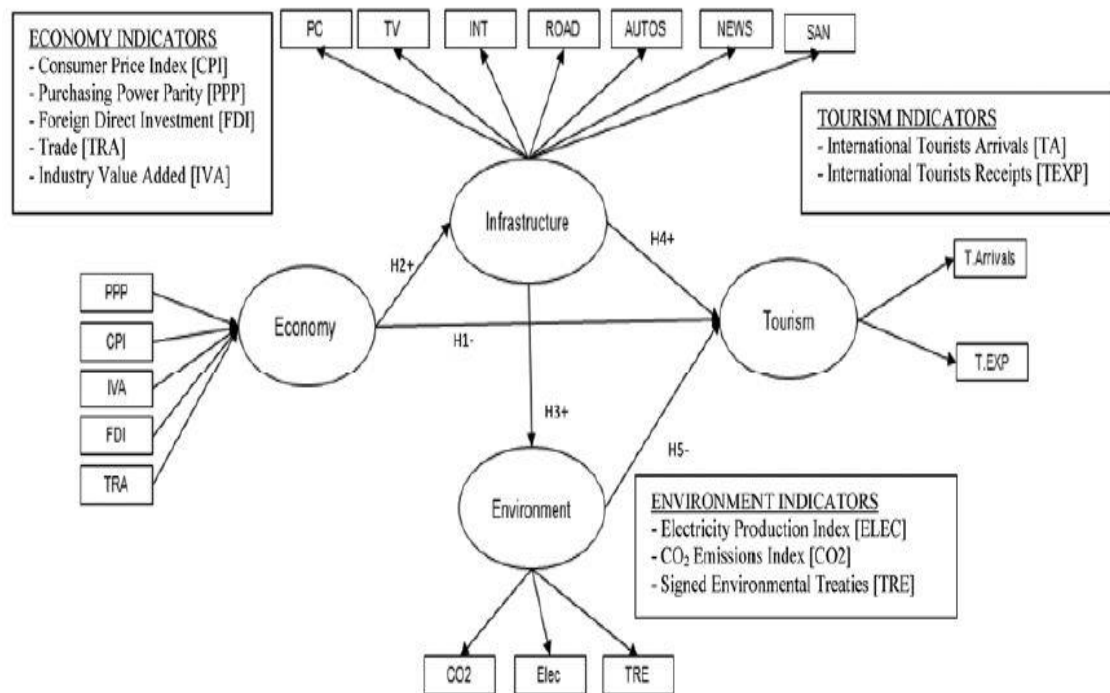 PC
TV
INT
ROAD
AUTOS
NEWS
SAN
ECONOMY INDICATORS
- Consumer Price Index [CPI]
- Purchasing Power Parity [PPP]
- Foreign Direct Investment [FDI]
- Trade [TRA]
- Industry Value Added [IVA]
TOURISM INDICATORS
- International Tourists Arrivals [TA]
- International Tourists Receipts [TEXP]
Infrastructure
H2+
H4+
T.Arrivals
PPP
CPI
IVA
FDI
TRA
Economy
H1-
Tourism
T.EXP
H3+
H5-
Environment
ENVIRONMENT INDICATORS
- Electricity Production Index [ELEC]
- CO₂ Emissions Index [CO2]
- Signed Environmental Treaties [TRE]
CO2
Elec
TRE